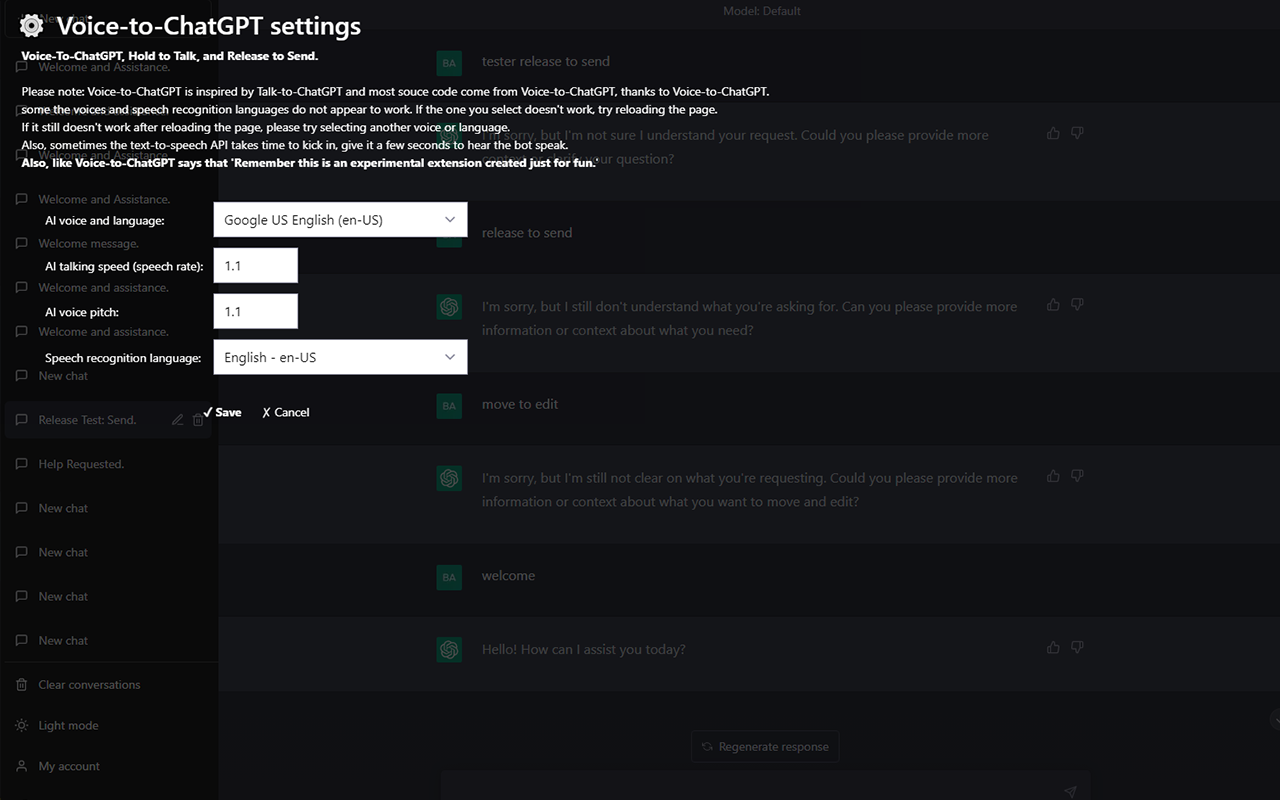 Voice-to-ChatGPT settings
Voice-To-ChatGPT, Hold to Talk, and Release to Send.
Please note: Voice-to-ChatGPT is inspired by Talk-to-ChatGPT and most souce code come from Voice-to-ChatGPT, thanks to Voice-to-ChatGPT.
some the voices and speech recognition languages do not appear to work. If the one you select doesn't work, try reloading the page.
If it still doesn't work after reloading the page, please try selecting another voice or language.
Also, sometimes the text-to-speech API takes time to kick in, give it a few seconds to hear the bot speak.
Also, like Voice-to-ChatGPT says that 'Remember this is an experimental extension created just for fun.'
AI voice and language:
Google US English (en-US)
AI talking speed (speech rate):
1.1
AI voice pitch:
1.1
Speech recognition language:
English - en-US
✓ Save
✗ Cancel
New chat
Welcome and Assistance.
Welcome and Assistance.
Welcome and Assistance.
Welcome message.
Welcome and assistance.
Welcome and assistance.
New chat
Release Test: Send.
Help Requested.
New chat
New chat
New chat
New chat
Clear conversations
Light mode
My account
Model: Default
BA
tester release to send
I'm sorry, but I'm not sure I understand your request. Could you please provide more
context or clarify your question?
release to send
I'm sorry, but I still don't understand what you're asking for. Can you please provide more
information or context about what you need?
BA
move to edit
I'm sorry, but I'm still not clear on what you're requesting. Could you please provide more
information or context about what you want to move and edit?
BA
welcome
Hello! How can I assist you today?
Regenerate response